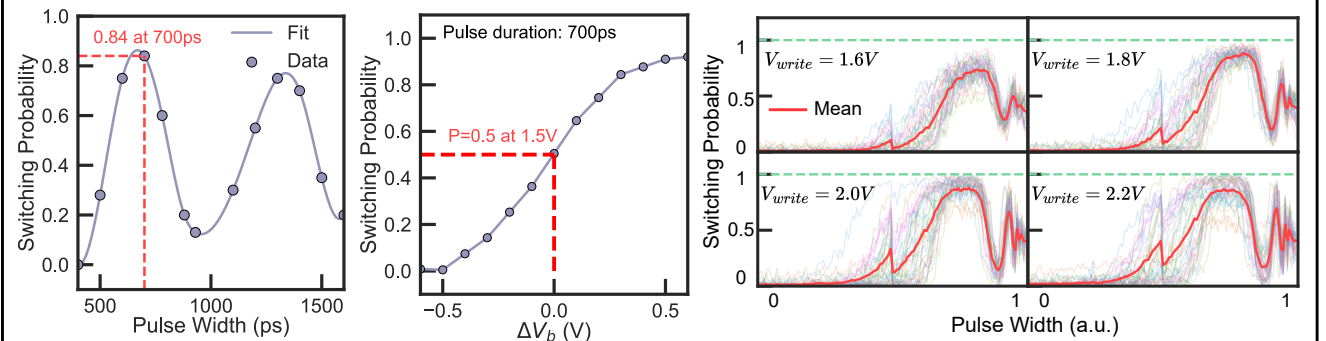 1.0
0.8
0.6
0.4
0.2
0.0
Switching Probability
0.84 at 700ps
Fit
Data
500
1000
1500
Pulse Width (ps)
1.0
0.8
0.6
0.4
0.2
0.0
Switching Probability
Pulse duration: 700ps
P=0.5 at 1.5V
−0.5
0.0
0.5
ΔV_b (V)
Switching Probability
1
0.5
0
V_write = 1.6V
Mean
V_write = 1.8V
1
0.5
0
V_write = 2.0V
V_write = 2.2V
0
1
0
1
Pulse Width (a.u.)